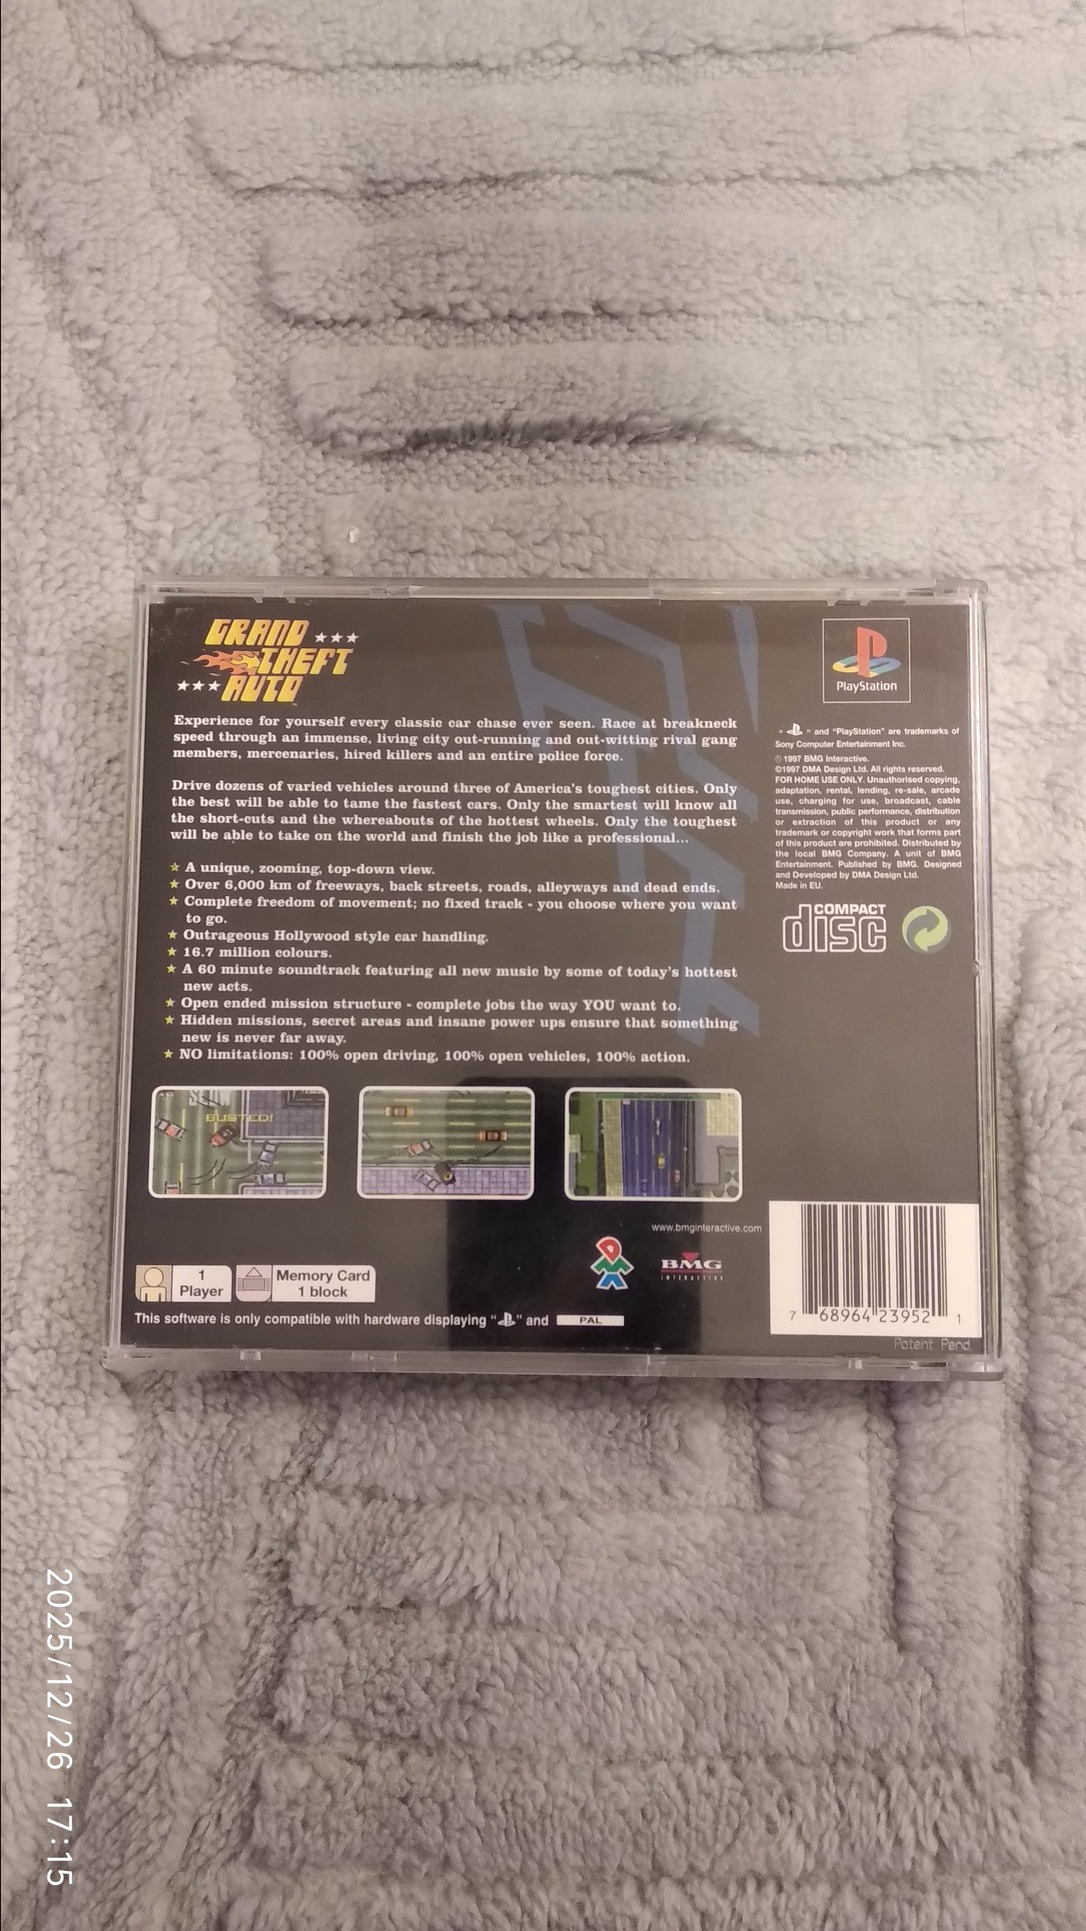 GRAND
THEFT
AUTO
PlayStation
Experience for yourself every classic car chase ever seen. Race at breakneck
speed through an immense, living city out-running and out-witting rival gang
members, mercenaries, hired killers and an entire police force.
Drive dozens of varied vehicles around three of America's toughest cities. Only
the best will be able to tame the fastest cars. Only the smartest will know all
the short-cuts and the whereabouts of the hottest wheels. Only the toughest
will be able to take on the world and finish the job like a professional...
A unique, zooming, top-down view.
Over 6,000 km of freeways, back streets, roads, alleyways and dead ends.
Complete freedom of movement; no fixed track - you choose where you want
to go.
Outrageous Hollywood style car handling.
16.7 million colours.
A 60 minute soundtrack featuring all new music by some of today's hottest
new acts.
Open ended mission structure - complete jobs the way YOU want to.
Hidden missions, secret areas and insane power ups ensure that something
new is never far away.
NO limitations: 100% open driving, 100% open vehicles, 100% action.
" " and "PlayStation" are trademarks of
Sony Computer Entertainment Inc.
℗ 1997 BMG Interactive.
©1997 DMA Design Ltd. All rights reserved.
FOR HOME USE ONLY. Unauthorised copying,
adaptation, rental, lending, re-sale, arcade
use, charging for use, broadcast, cable
transmission, public performance, distribution
or extraction of this product or any
trademark or copyright work that forms part
of this product are prohibited. Distributed by
the local BMG Company. A unit of BMG
Entertainment. Published by BMG. Designed
and Developed by DMA Design Ltd.
Made in EU.
COMPACT
disc
BUSTED!
www.bmginteractive.com
DMA
BMG
INTERACTIVE
1
Player
Memory Card
1 block
This software is only compatible with hardware displaying " " and PAL
7 68964 23952 1
Patent Pend.
2025/12/26 17:15